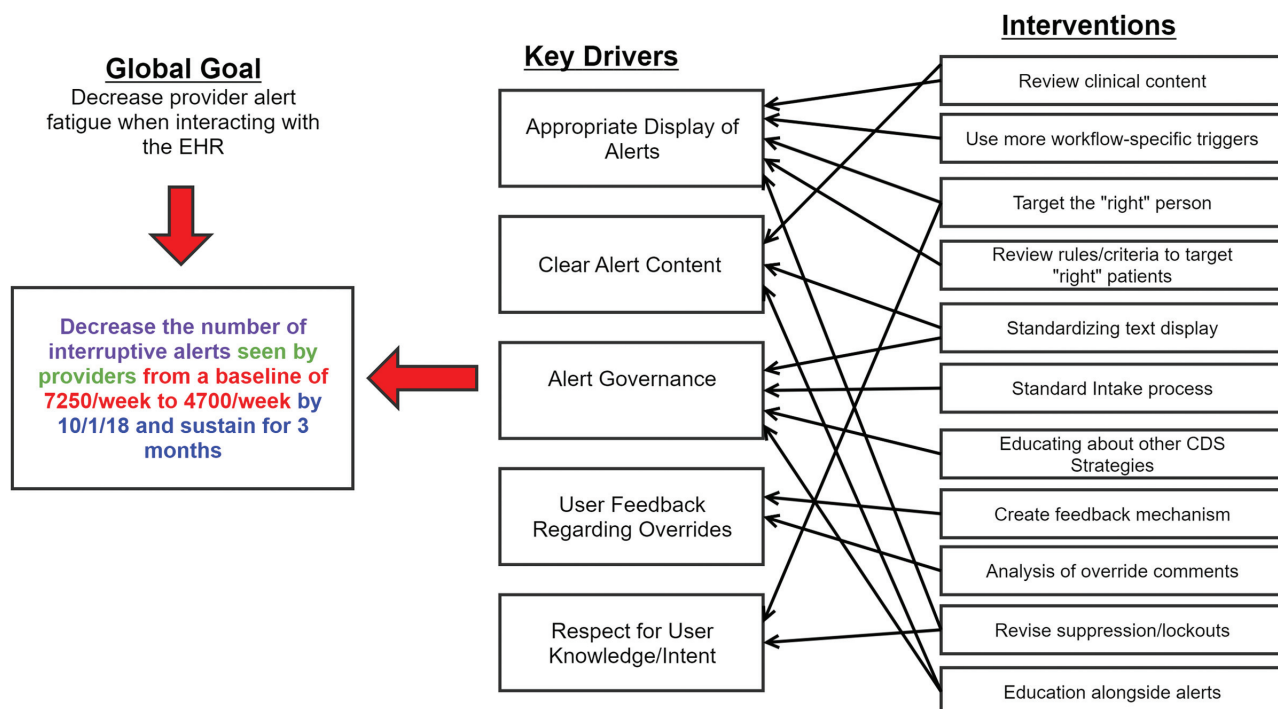 Global Goal
Decrease provider alert
fatigue when interacting with
the EHR
Decrease the number of
interruptive alerts seen by
providers from a baseline of
7250/week to 4700/week by
10/1/18 and sustain for 3
months
Key Drivers
Appropriate Display of
Alerts
Clear Alert Content
Alert Governance
User Feedback
Regarding Overrides
Respect for User
Knowledge/Intent
Interventions
Review clinical content
Use more workflow-specific triggers
Target the "right" person
Review rules/criteria to target
"right" patients
Standardizing text display
Standard Intake process
Educating about other CDS
Strategies
Create feedback mechanism
Analysis of override comments
Revise suppression/lockouts
Education alongside alerts